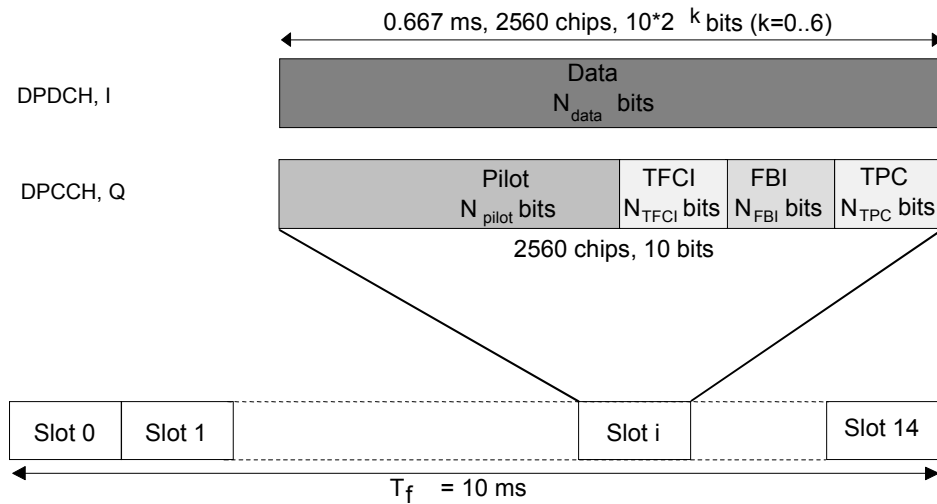 0.667 ms, 2560 chips, 10*2 k bits (k=0..6)
DPDCH, I
Data
N data bits
DPCCH, Q
Pilot
N pilot bits
TFCI
N TFCI bits
FBI
N FBI bits
TPC
N TPC bits
2560 chips, 10 bits
Slot 0
Slot 1
Slot i
Slot 14
T f = 10 ms